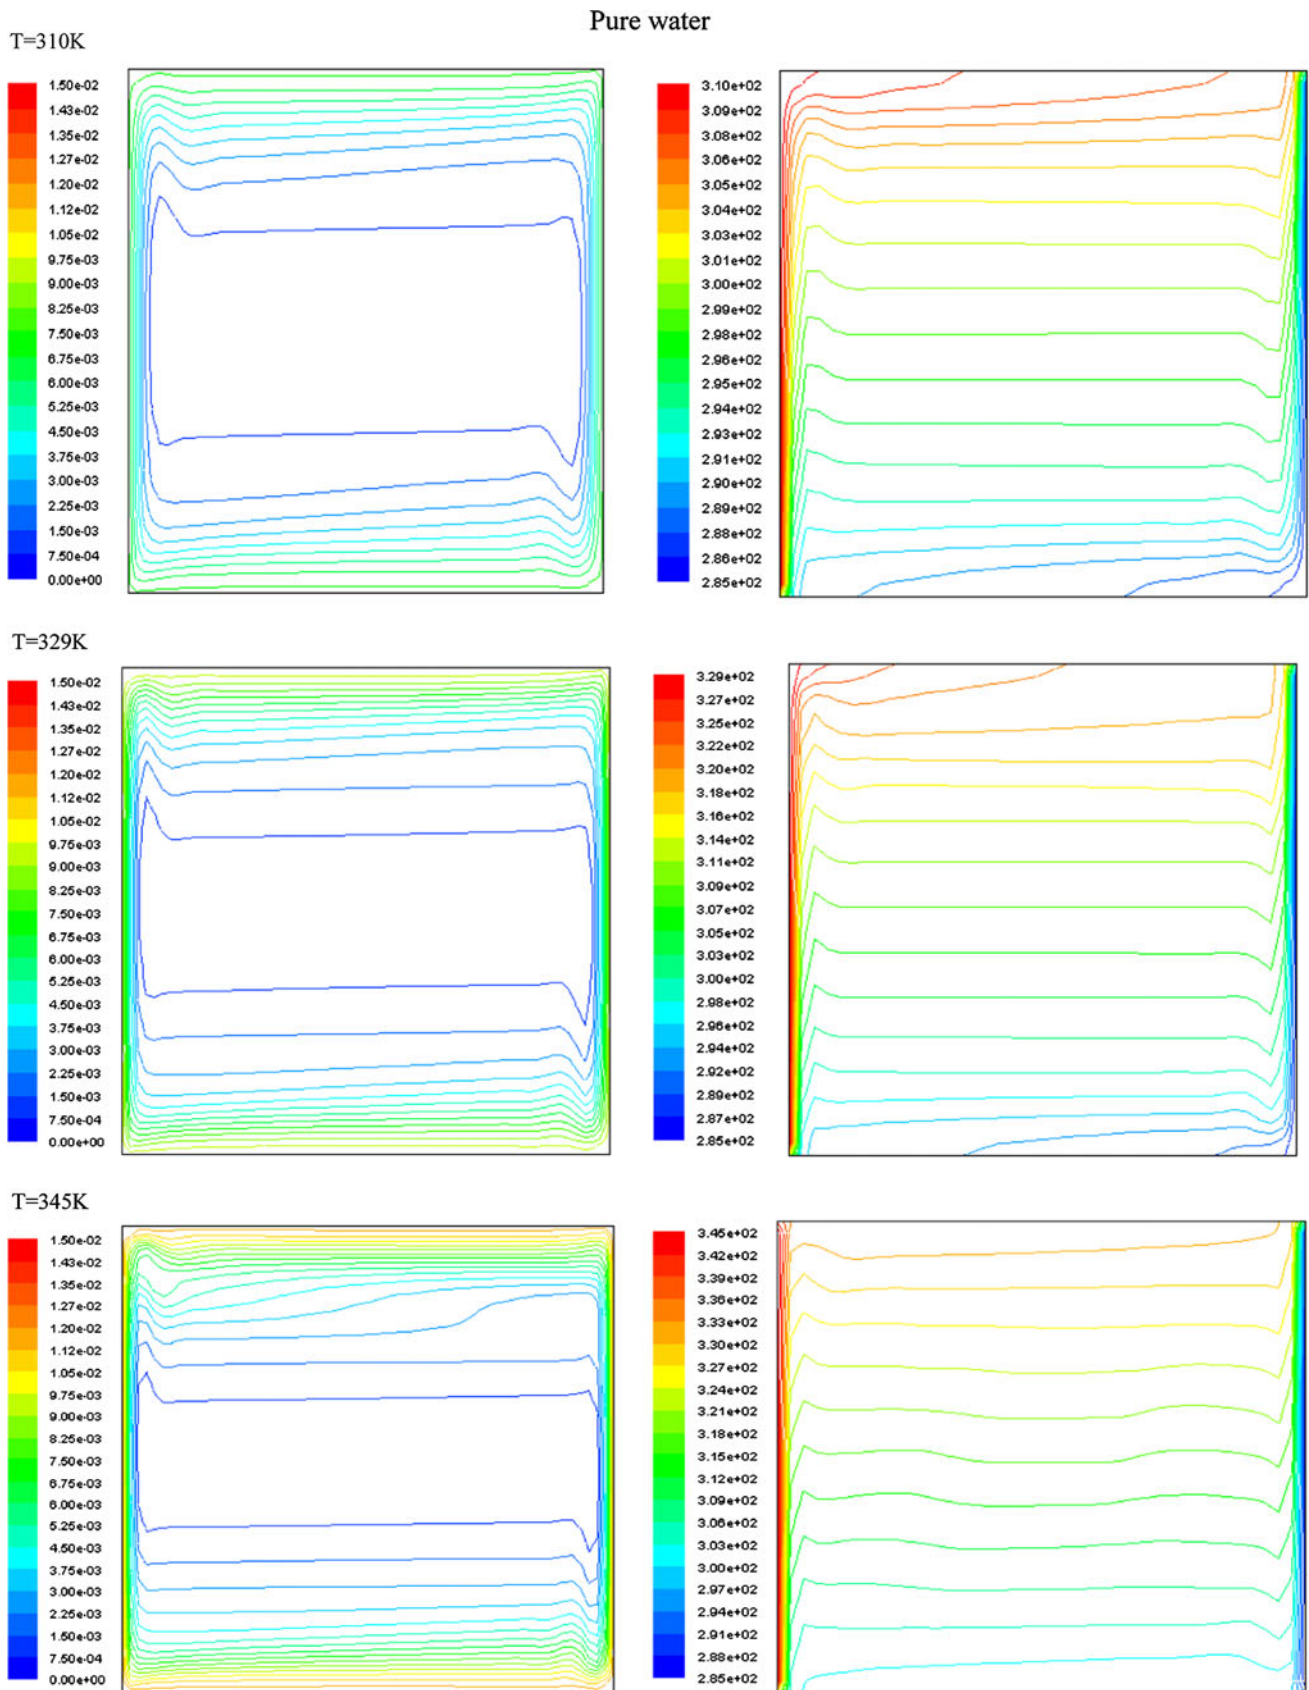 Pure water
T=310K
1.50e-02
1.43e-02
1.35e-02
1.27e-02
1.20e-02
1.12e-02
1.05e-02
9.75e-03
9.00e-03
8.25e-03
7.50e-03
6.75e-03
6.00e-03
5.25e-03
4.50e-03
3.75e-03
3.00e-03
2.25e-03
1.50e-03
7.50e-04
0.00e+00
3.10e+02
3.09e+02
3.08e+02
3.06e+02
3.05e+02
3.04e+02
3.03e+02
3.01e+02
3.00e+02
2.99e+02
2.98e+02
2.96e+02
2.95e+02
2.94e+02
2.93e+02
2.91e+02
2.90e+02
2.89e+02
2.88e+02
2.86e+02
2.85e+02
T=329K
1.50e-02
1.43e-02
1.35e-02
1.27e-02
1.20e-02
1.12e-02
1.05e-02
9.75e-03
9.00e-03
8.25e-03
7.50e-03
6.75e-03
6.00e-03
5.25e-03
4.50e-03
3.75e-03
3.00e-03
2.25e-03
1.50e-03
7.50e-04
0.00e+00
3.29e+02
3.27e+02
3.25e+02
3.22e+02
3.20e+02
3.18e+02
3.16e+02
3.14e+02
3.11e+02
3.09e+02
3.07e+02
3.05e+02
3.03e+02
3.00e+02
2.98e+02
2.96e+02
2.94e+02
2.92e+02
2.89e+02
2.87e+02
2.85e+02
T=345K
1.50e-02
1.43e-02
1.35e-02
1.27e-02
1.20e-02
1.12e-02
1.05e-02
9.75e-03
9.00e-03
8.25e-03
7.50e-03
6.75e-03
6.00e-03
5.25e-03
4.50e-03
3.75e-03
3.00e-03
2.25e-03
1.50e-03
7.50e-04
0.00e+00
3.45e+02
3.42e+02
3.39e+02
3.36e+02
3.33e+02
3.30e+02
3.27e+02
3.24e+02
3.21e+02
3.18e+02
3.15e+02
3.12e+02
3.09e+02
3.06e+02
3.03e+02
3.00e+02
2.97e+02
2.94e+02
2.91e+02
2.88e+02
2.85e+02